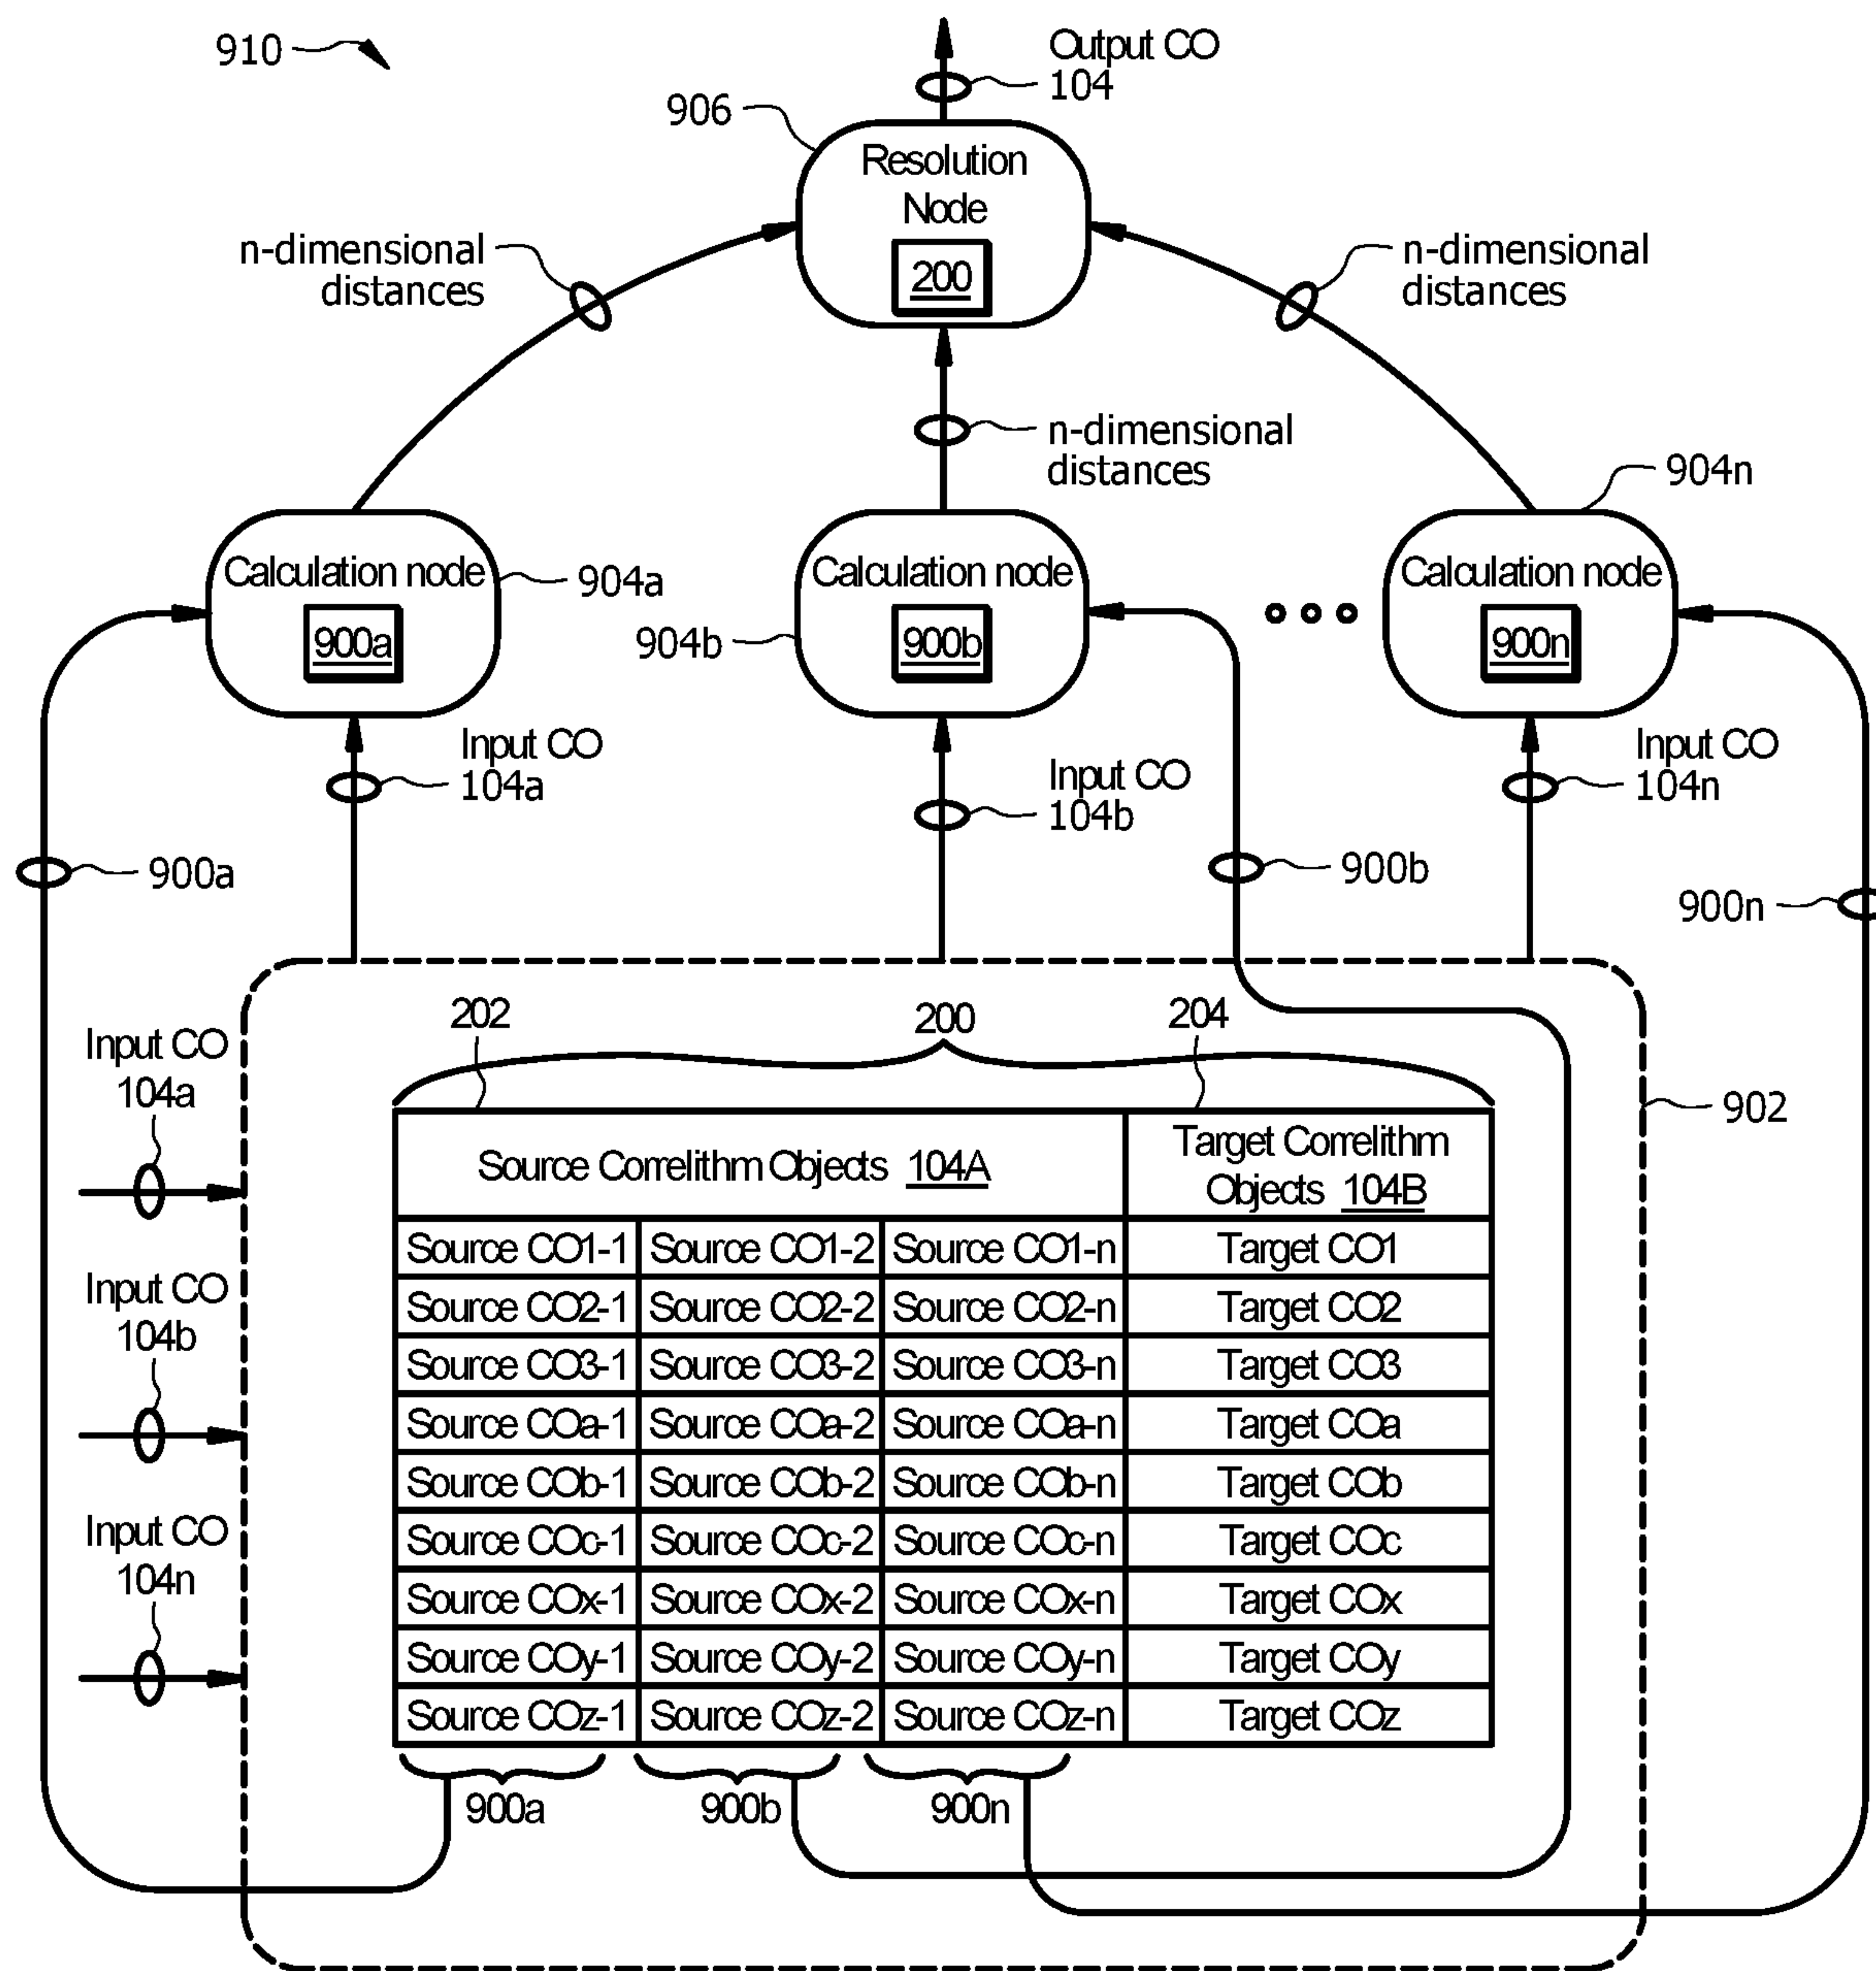 910
Output CO
104
906
Resolution
Node
200
n-dimensional
distances
n-dimensional
distances
n-dimensional
distances
904n
Calculation node
900a
904a
Calculation node
900b
904b
Calculation node
900n
Input CO
104a
Input CO
104b
Input CO
104n
900a
900b
900n
202
200
204
902
Input CO
104a
Input CO
104b
Input CO
104n
Source Correlithm Objects 104A
Target Correlithm
Objects 104B
Source CO1-1 Source CO1-2 Source CO1-n Target CO1
Source CO2-1 Source CO2-2 Source CO2-n Target CO2
Source CO3-1 Source CO3-2 Source CO3-n Target CO3
Source COa-1 Source COa-2 Source COa-n Target COa
Source COb-1 Source COb-2 Source COb-n Target COb
Source COc-1 Source COc-2 Source COc-n Target COc
Source COx-1 Source COx-2 Source COx-n Target COx
Source COy-1 Source COy-2 Source COy-n Target COy
Source COz-1 Source COz-2 Source COz-n Target COz
900a 900b 900n